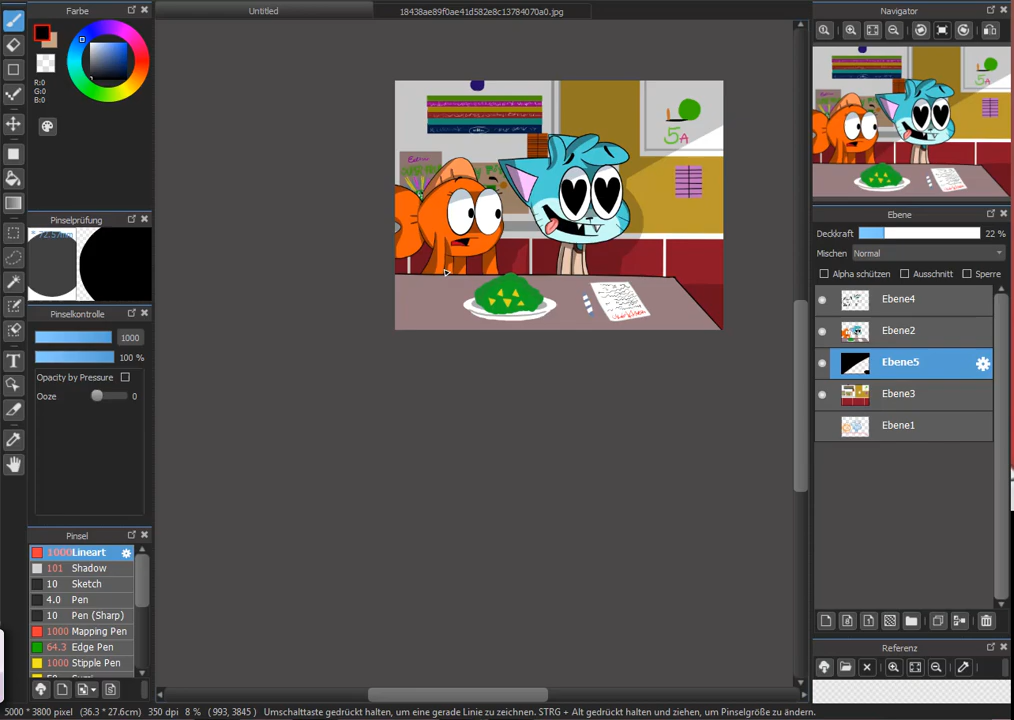 Farbe
R:0
G:0
B:0
Pinselprüfung
Pinselkontrolle
1000
100 %
Opacity by Pressure
Ooze
0
Pinsel
1000 Lineart
101 Shadow
10 Sketch
4.0 Pen
10 Pen (Sharp)
1000 Mapping Pen
64.3 Edge Pen
1000 Stipple Pen
Untitled
18438ae89f0ae41d582e8c13784070a0.jpg
5A
Navigator
5A
Ebene
Deckkraft
22 %
Mischen
Normal
Alpha schützen
Ausschnitt
Sperre
Ebene4
Ebene2
Ebene5
Ebene3
Ebene1
Referenz
5000 * 3800 pixel (36.3 * 27.6cm) 350 dpi 8 % ( 993, 3845 ) Umschalttaste gedrückt halten, um eine gerade Linie zu zeichnen. STRG + Alt gedrückt halten und ziehen, um Pinselgröße zu ändern.